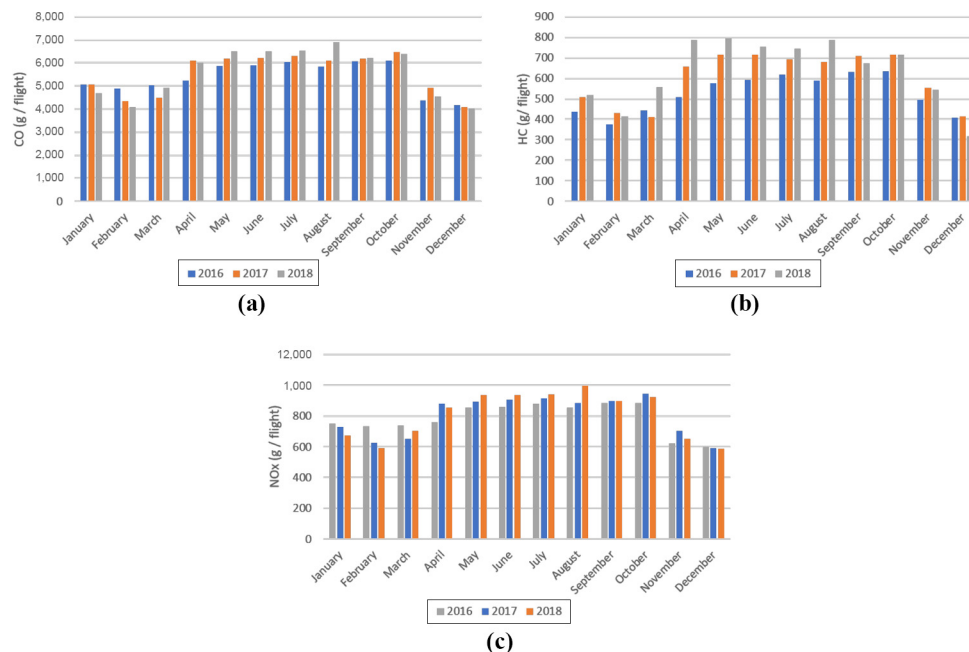 8,000
7,000
6,000
5,000
4,000
3,000
2,000
1,000
0
CO (g / flight)
January February March April May June July August September October November December
2016 2017 2018
(a)
900
800
700
600
500
400
300
200
100
0
HC (g/ flight)
January February March April May June July August September October November December
2016 2017 2018
(b)
12,000
1,000
800
600
400
200
0
NOx (g / flight)
January February March April May June July August September October November December
2016 2017 2018
(c)